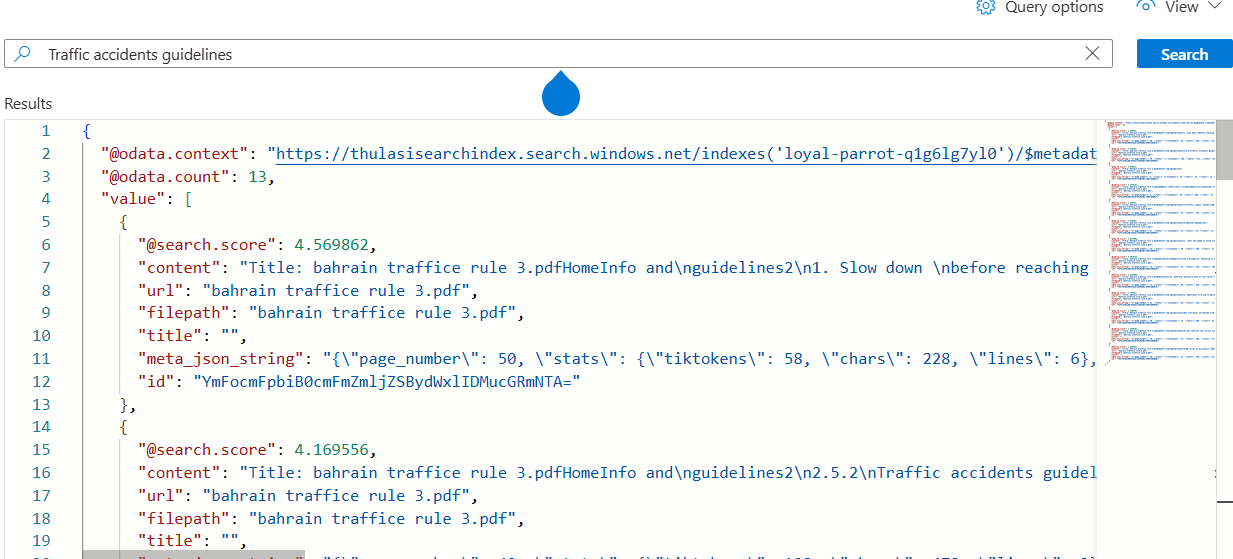 Query options View
Traffic accidents guidelines Search
Results
1 {
2 "@odata.context": "https://thulasisearchindex.search.windows.net/indexes('loyal-parrot-q1g6lg7yl0')/$metadat
3 "@odata.count": 13,
4 "value": [
5 {
6 "@search.score": 4.569862,
7 "content": "Title: bahrain traffice rule 3.pdfHomeInfo and\nguidelines2\n1. Slow down \nbefore reaching
8 "url": "bahrain traffice rule 3.pdf",
9 "filepath": "bahrain traffice rule 3.pdf",
10 "title": "",
11 "meta_json_string": "{\"page_number\": 50, \"stats\": {\"tiktokens\": 58, \"chars\": 228, \"lines\": 6},
12 "id": "YmFocmFpbiB0cmFmZmljZSBydWxlIDMucGRmNTA="
13 },
14 {
15 "@search.score": 4.169556,
16 "content": "Title: bahrain traffice rule 3.pdfHomeInfo and\nguidelines2\n2.5.2\nTraffic accidents guidel
17 "url": "bahrain traffice rule 3.pdf",
18 "filepath": "bahrain traffice rule 3.pdf",
19 "title": "",